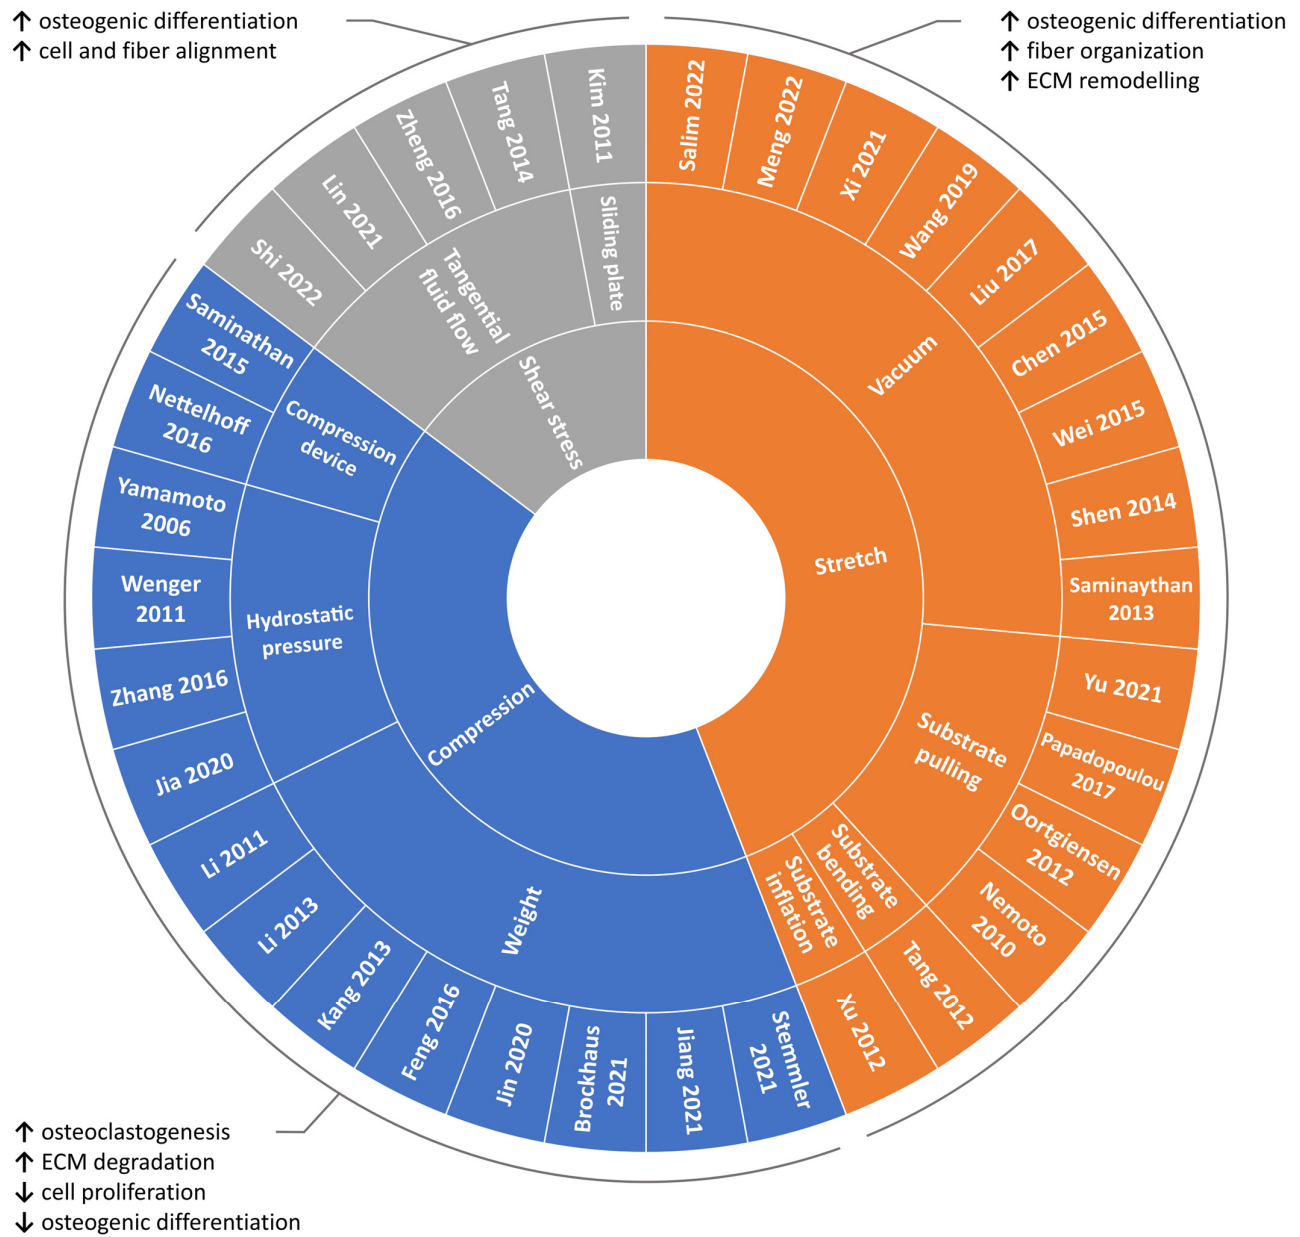 ↑ osteogenic differentiation
↑ cell and fiber alignment
↑ osteogenic differentiation
↑ fiber organization
↑ ECM remodelling
Salim 2022
Meng 2022
Xi 2021
Wang 2019
Liu 2017
Chen 2015
Wei 2015
Shen 2014
Saminaythan
2013
Yu 2021
Papadopoulou
2017
Oortgiensen
2012
Nemoto
2010
Tang 2012
Xu 2012
Stemmler
2021
Jiang 2021
Brockhaus
2021
Jin 2020
Feng 2016
Kang 2013
Li 2013
Li 2011
Jia 2020
Zhang 2016
Wenger
2011
Yamamoto
2006
Nettelhoff
2016
Saminathan
2015
Shi 2022
Lin 2021
Zheng 2016
Tang 2014
Kim 2011
Vacuum
Substrate
pulling
Substrate
bending
Substrate
inflation
Weight
Hydrostatic
pressure
Compression
device
Tangential
fluid flow
Sliding plate
Stretch
Compression
Shear stress
↑ osteoclastogenesis
↑ ECM degradation
↓ cell proliferation
↓ osteogenic differentiation